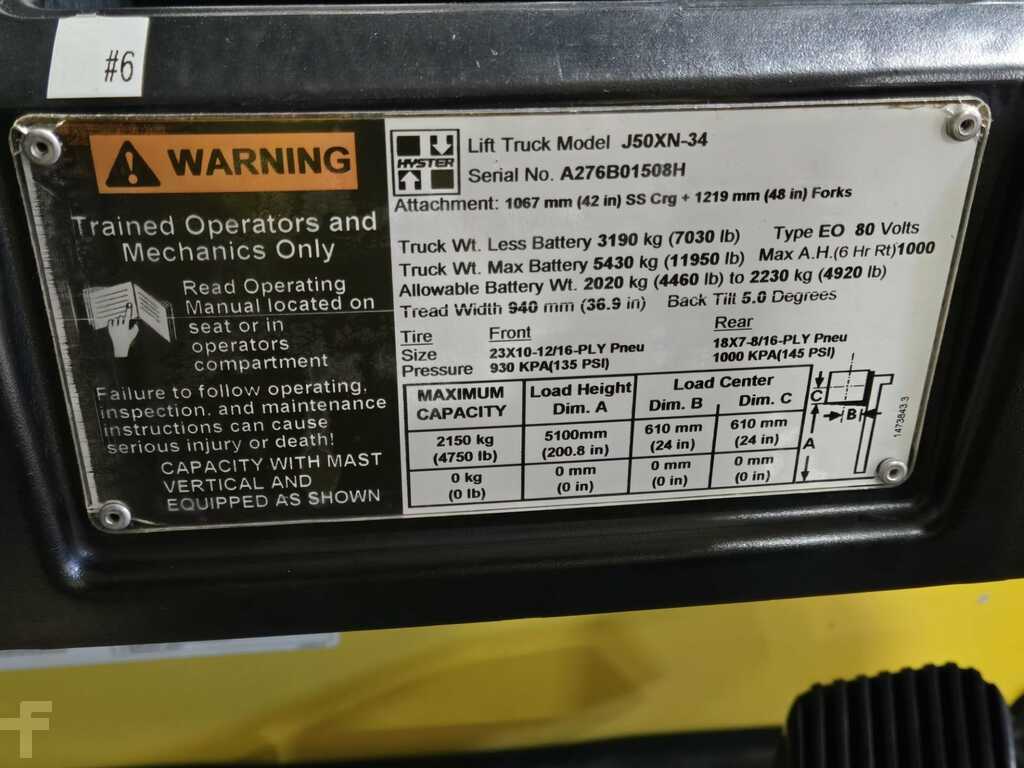 #6
WARNING
Trained Operators and
Mechanics Only
Read Operating
Manual located on
seat or in
operators
compartment
Failure to follow operating,
inspection, and maintenance
instructions can cause
serious injury or death!
CAPACITY WITH MAST
VERTICAL AND
EQUIPPED AS SHOWN
HYSTER
Lift Truck Model J50XN-34
Serial No. A276B01508H
Attachment: 1067 mm (42 in) SS Crg + 1219 mm (48 in) Forks
Truck Wt. Less Battery 3190 kg (7030 lb) Type EO 80 Volts
Truck Wt. Max Battery 5430 kg (11950 lb) Max A.H.(6 Hr Rt)1000
Allowable Battery Wt. 2020 kg (4460 lb) to 2230 kg (4920 lb)
Tread Width 940 mm (36.9 in) Back Tilt 5.0 Degrees
Tire Front Rear
Size 23X10-12/16-PLY Pneu 18X7-8/16-PLY Pneu
Pressure 930 KPA(135 PSI) 1000 KPA(145 PSI)
MAXIMUM CAPACITY Load Height Dim. A Load Center Dim. B Dim. C
2150 kg 5100mm 610 mm 610 mm
(4750 lb) (200.8 in) (24 in) (24 in)
0 kg 0 mm 0 mm 0 mm
(0 lb) (0 in) (0 in) (0 in)
C
B
A
1473843.3
F